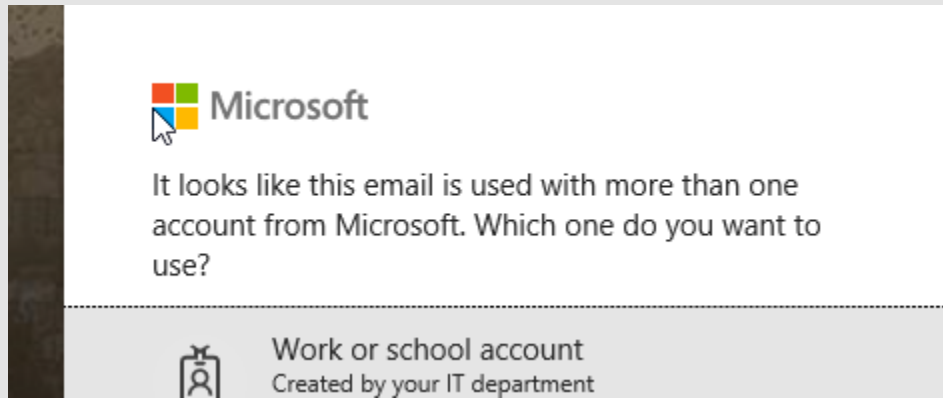 Microsoft
It looks like this email is used with more than one
account from Microsoft. Which one do you want to
use?
Work or school account
Created by your IT department